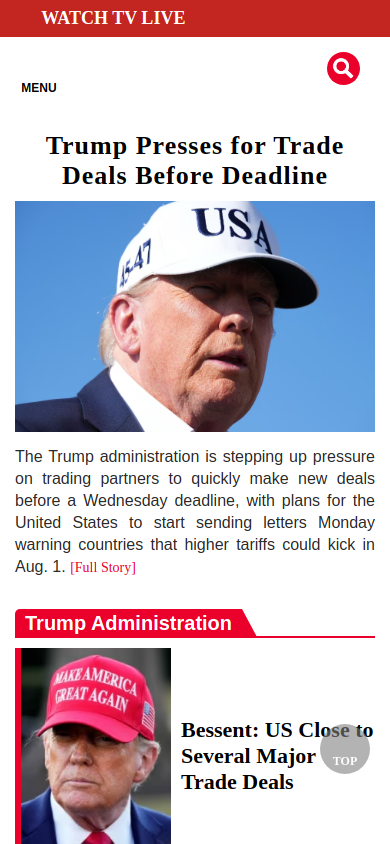 WATCH TV LIVE
MENU
Trump Presses for Trade
Deals Before Deadline
USA
45-47
The Trump administration is stepping up pressure
on trading partners to quickly make new deals
before a Wednesday deadline, with plans for the
United States to start sending letters Monday
warning countries that higher tariffs could kick in
Aug. 1. [Full Story]
Trump Administration
MAKE AMERICA
GREAT AGAIN
Bessent: US Close to
Several Major
Trade Deals
TOP